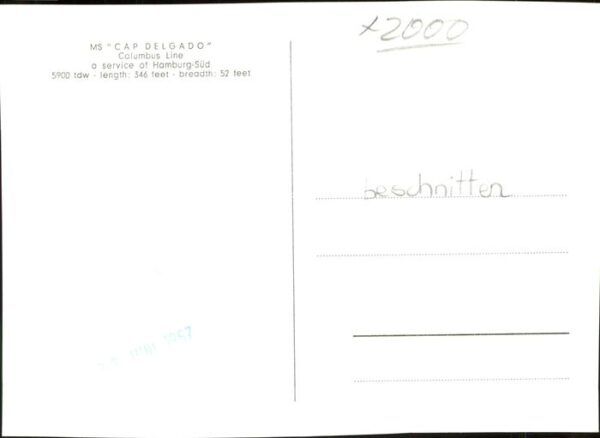 x2000
MS "CAP DELGADO"
Columbus Line
a service of Hamburg-Süd
5900 tdw - length: 346 feet - breadth: 52 feet
beschnitten